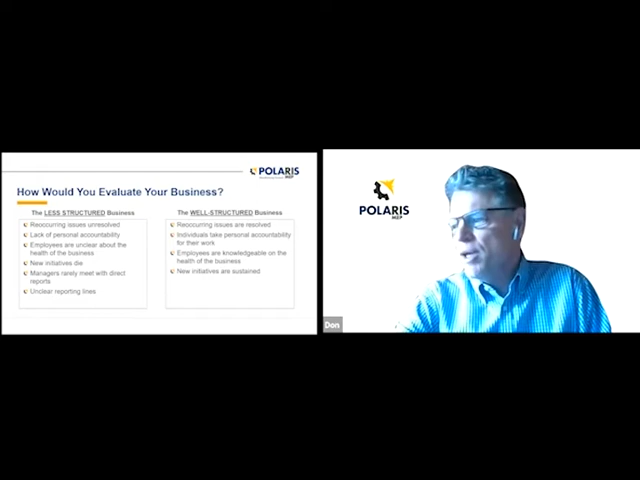 POLARIS
MEP
How Would You Evaluate Your Business?
The LESS STRUCTURED Business
Reoccurring issues unresolved
Lack of personal accountability
Employees are unclear about the
health of the business
New initiatives die
Managers rarely meet with direct
reports
Unclear reporting lines
The WELL-STRUCTURED Business
Reoccurring issues are resolved
Individuals take personal accountability
for their work
Employees are knowledgeable on the
health of the business
New initiatives are sustained
POLARIS
MEP
Don